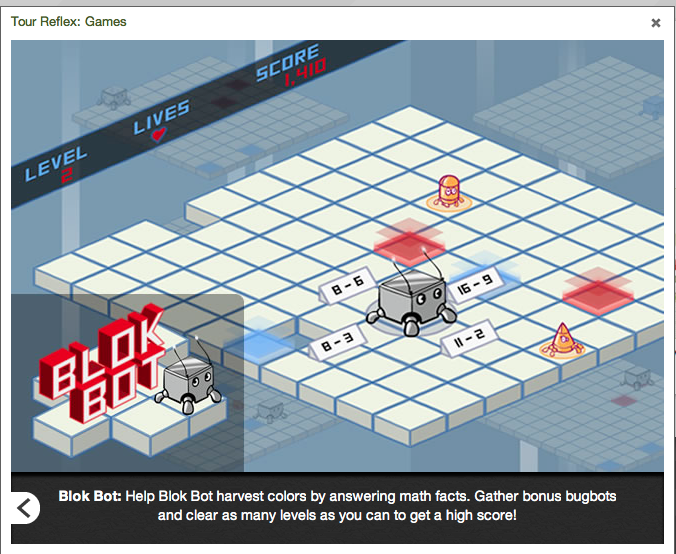 Tour Reflex: Games
SCORE
1,410
LIVES
LEVEL
2
8-6
16-9
8-3
11-2
BLOK
BOT
Blok Bot: Help Blok Bot harvest colors by answering math facts. Gather bonus bugbots
and clear as many levels as you can to get a high score!